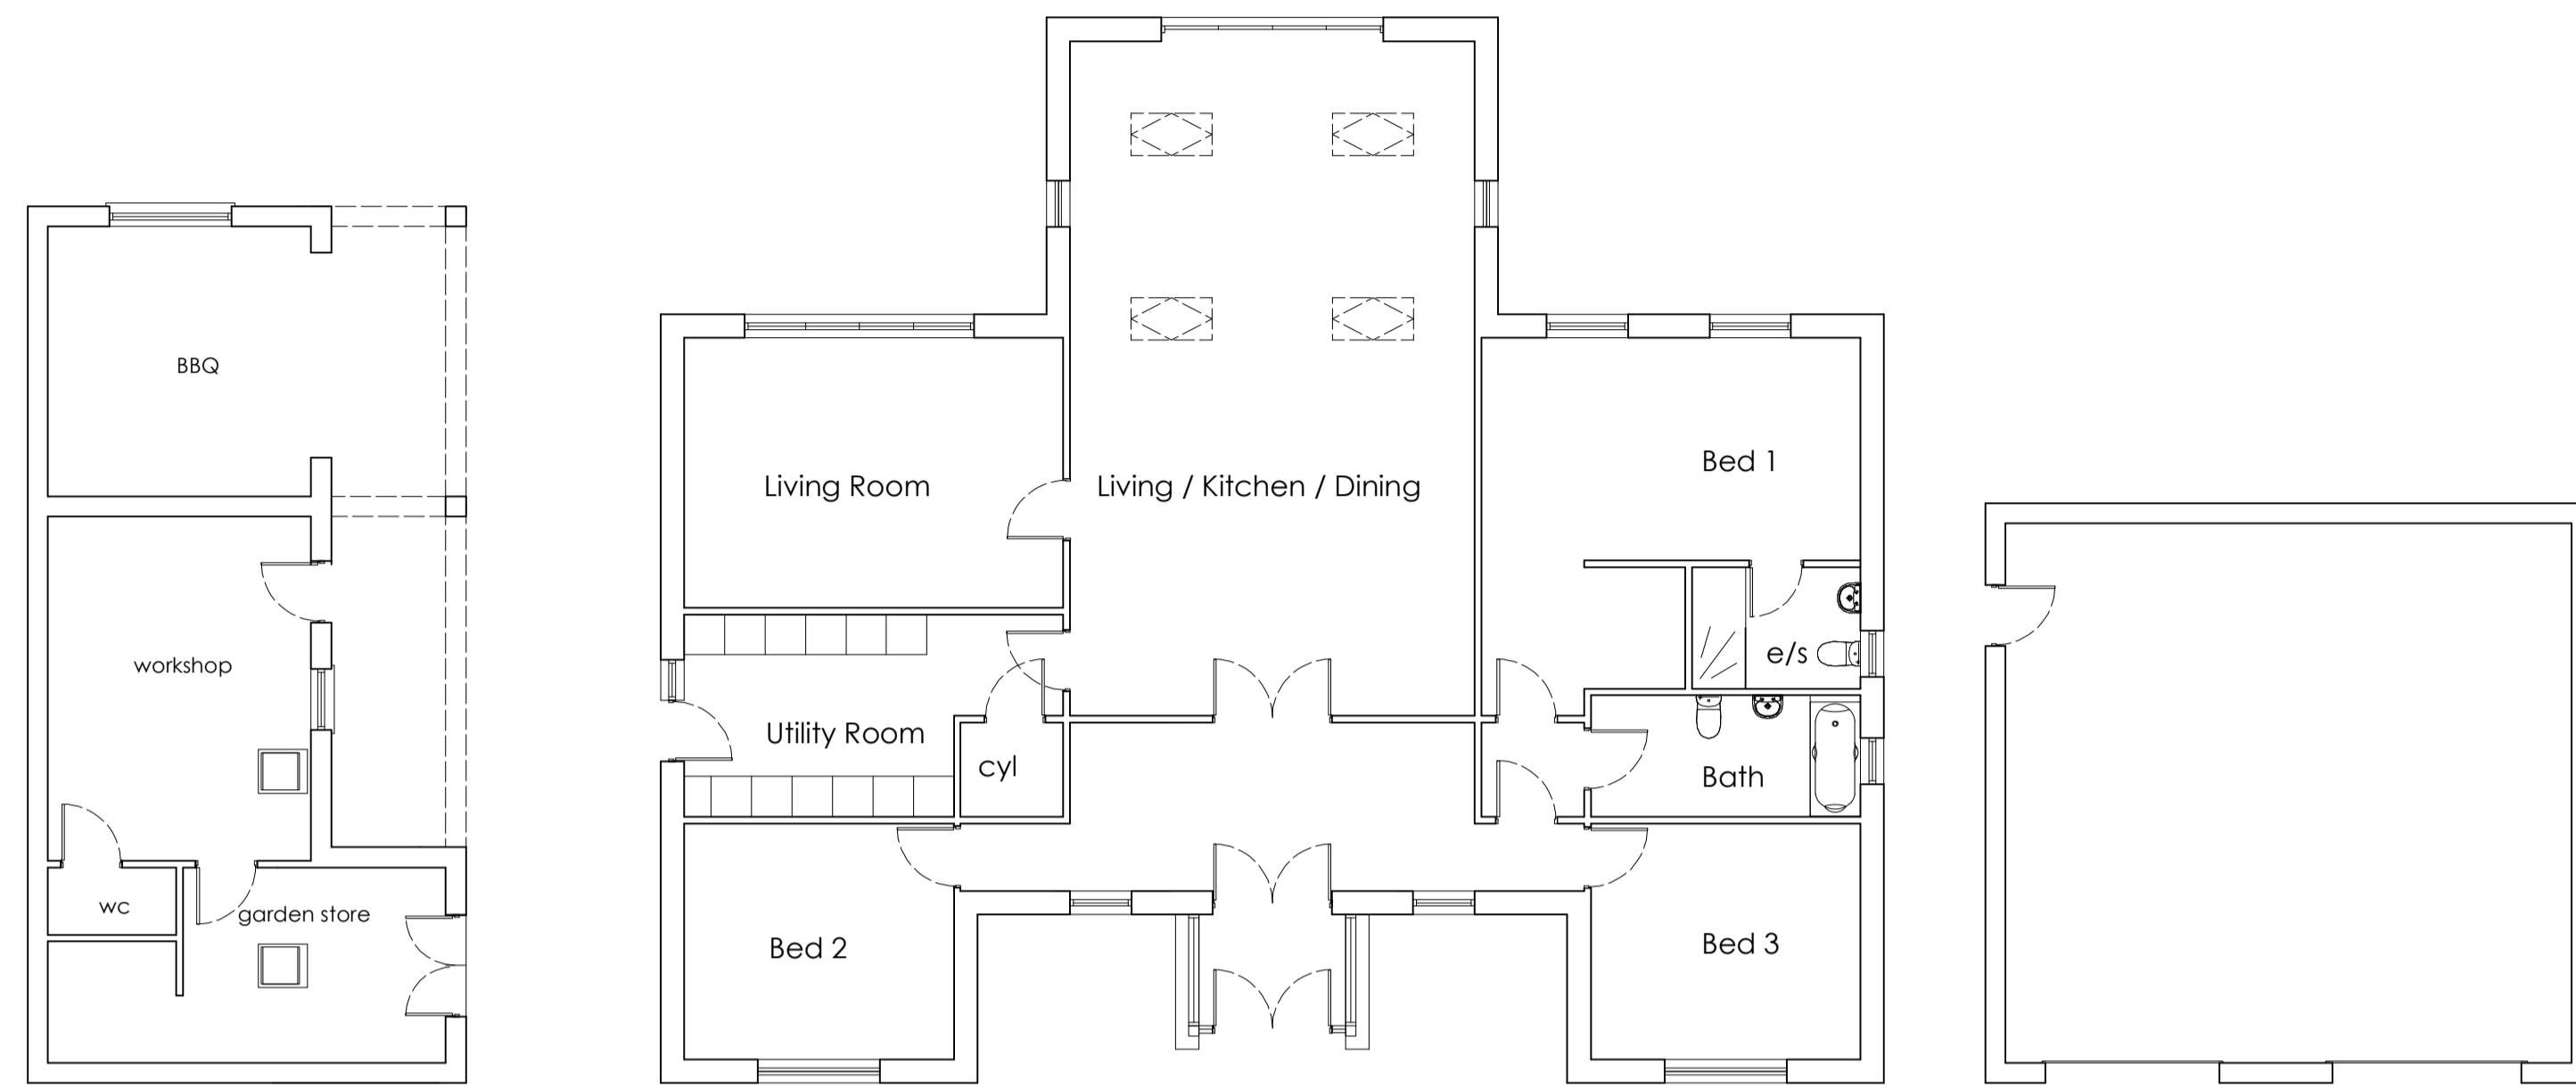 BBQ
workshop
wc
garden store
Living Room
Living / Kitchen / Dining
Utility Room
cyl
Bed 2
Bed 1
e/s
Bath
Bed 3